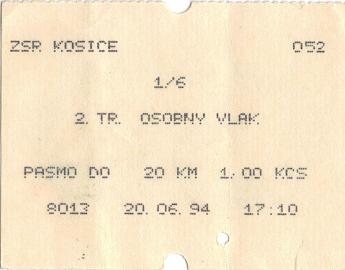 ZSR KOSICE 052
1/6
2. TR. OSOBNY VLAK
PASMO DO 20 KM 1,00 KCS
8013 20.06.94 17:10